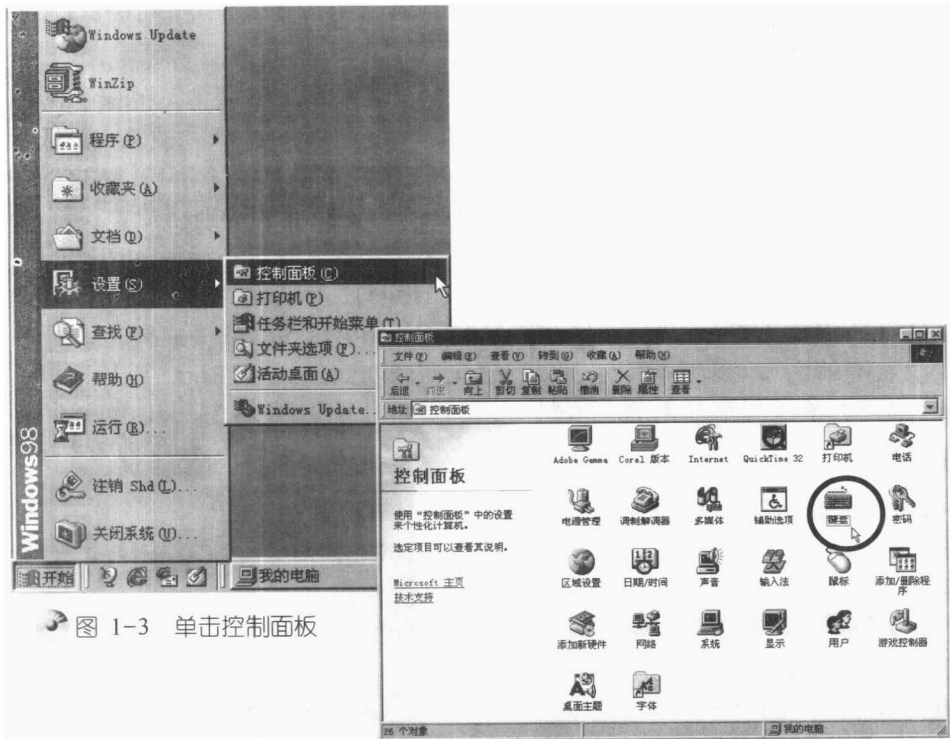 Windows Update
WinZip
程序(P)
收藏夹(A)
文档(D)
设置(S)
查找(F)
帮助(H)
运行(R)...
注销 Shd(L)...
关闭系统(U)...
Windows98
控制面板(C)
打印机(P)
任务栏和开始菜单(T)
文件夹选项(F)...
活动桌面(A)
Windows Update...
开始
我的电脑
图 1-3 单击控制面板
控制面板
文件(F) 编辑(E) 查看(V) 转到(G) 收藏(A) 帮助(H)
后退 前进 向上 剪切 复制 粘贴 撤消 删除 属性 查看
地址 控制面板
控制面板
使用“控制面板”中的设置
来个性化计算机。
选定项目可以查看其说明。
Microsoft 主页
技术支持
Adobe Gamma Corel 版本 Internet QuickTime 32 打印机 电话
电源管理 调制解调器 多媒体 辅助选项 键盘 密码
区域设置 日期/时间 声音 输入法 鼠标 添加/删除程
序
添加新硬件 网络 系统 显示 用户 游戏控制器
桌面主题 字体
26 个对象 我的电脑